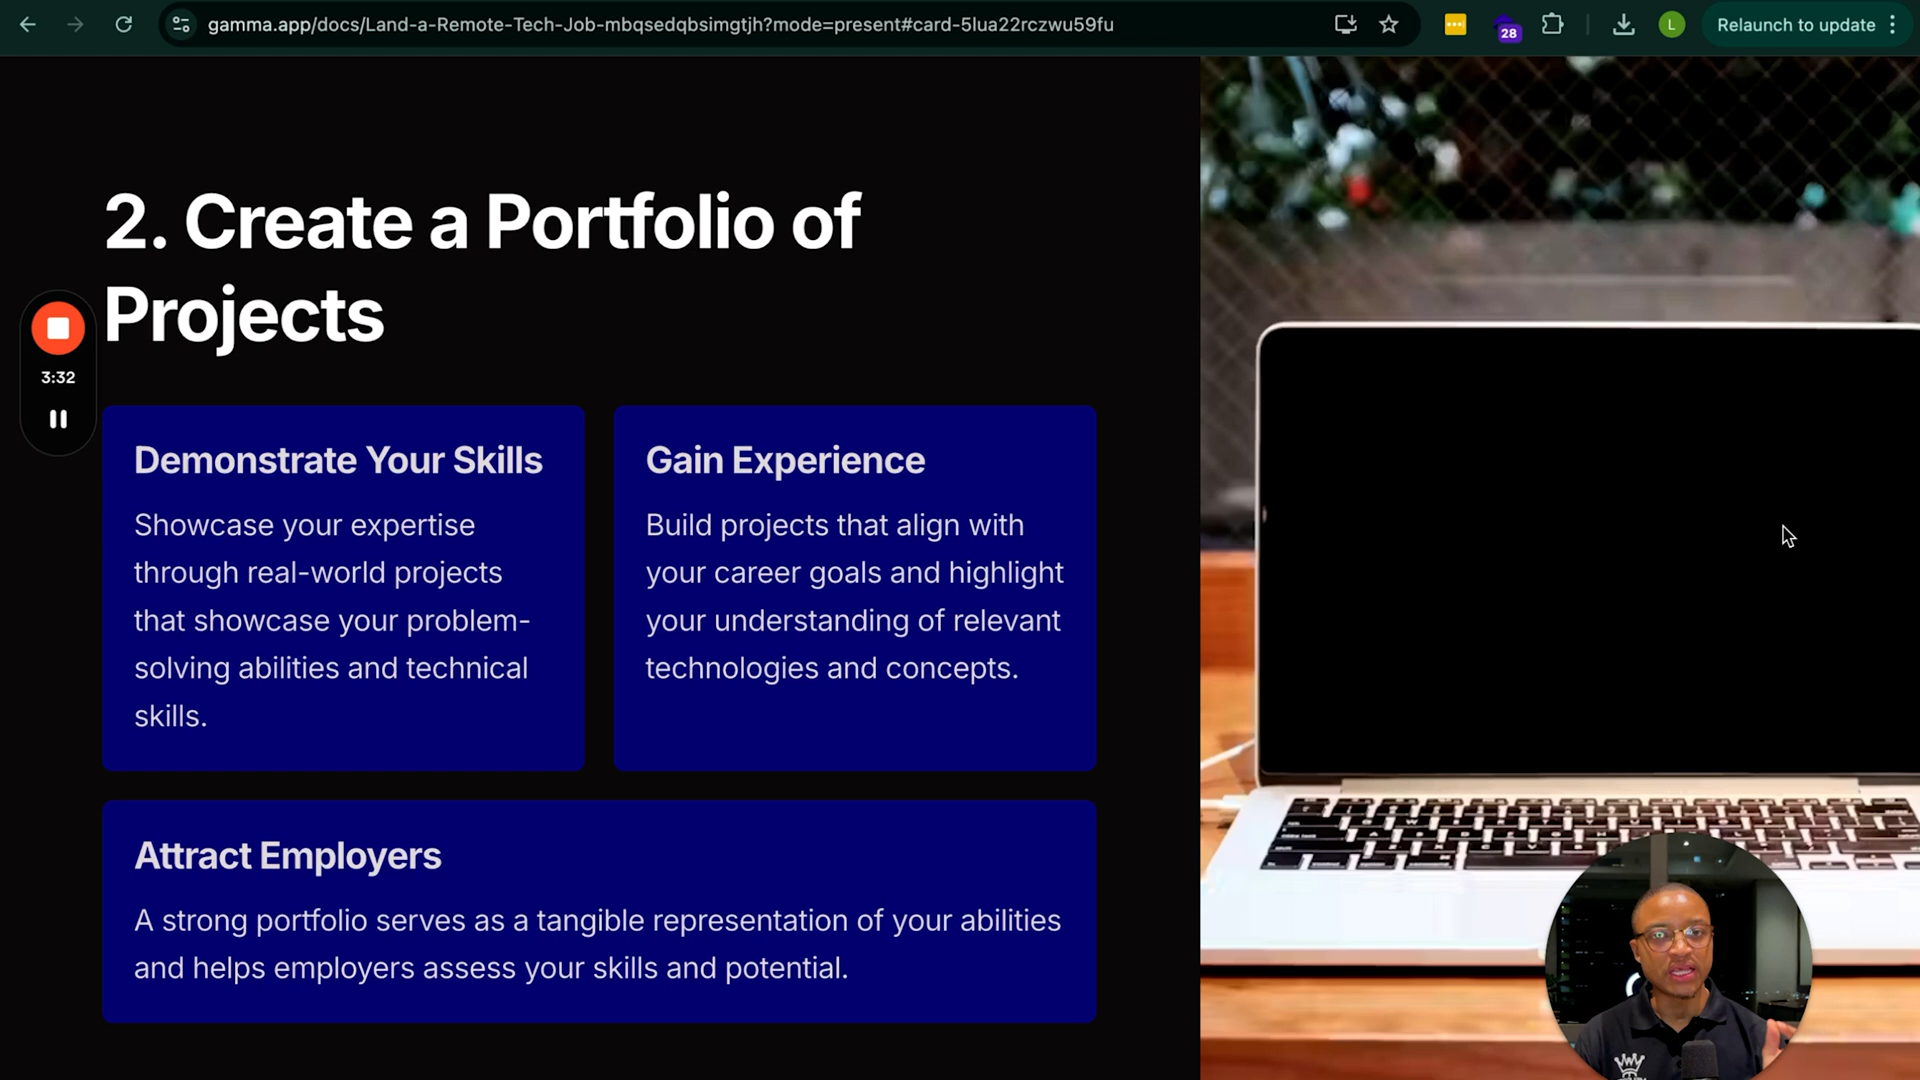 gamma.app/docs/Land-a-Remote-Tech-Job-mbqsedqbsimgtjh?mode=present#card-5lua22rczwu59fu
28
L
Relaunch to update
2. Create a Portfolio of
Projects
3:32
Demonstrate Your Skills
Showcase your expertise
through real-world projects
that showcase your problem-
solving abilities and technical
skills.
Gain Experience
Build projects that align with
your career goals and highlight
your understanding of relevant
technologies and concepts.
Attract Employers
A strong portfolio serves as a tangible representation of your abilities
and helps employers assess your skills and potential.